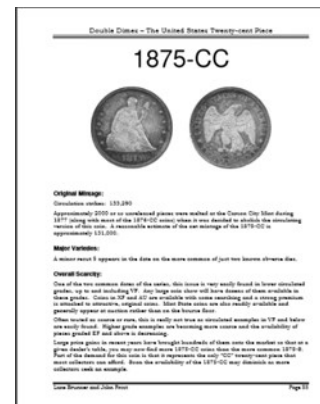 Double Dimes – The United States Twenty-cent Piece
1875-CC
Original Mintage:
Circulation strikes: 133,290
Approximately 2000 or so unreleased pieces were melted at the Carson City Mint during
1877 (along with most of the 1876-CC coins) when it was decided to abolish the circulating
version of this coin. A reasonable estimate of the net mintage of the 1875-CC is
approximately 131,000.
Major Varieties:
A minor recut 5 appears in the date on the more common of just two known obverse dies.
Overall Scarcity:
One of the two common dates of the series, this issue is very easily found in lower circulated
grades, up to and including VF. Any large coin show will have dozens of them available in
these grades. Coins in XF and AU are available with some searching and a strong premium
is attached to attractive, original coins. Mint State coins are also readily available and
generally appear at auction rather than on the bourse floor.
Often touted as scarce or rare, this is really not true as circulated examples in VF and below
are easily found. Higher grade examples are becoming more scarce and the availability of
pieces graded XF and above is decreasing.
Large price gains in recent years have brought hundreds of them onto the market so that at a
given dealer's table, you may now find more 1875-CC coins than the more common 1875-S.
Part of the demand for this coin is that it represents the only "CC" twenty-cent piece that
most collectors can afford. Soon the availability of the 1875-CC may diminish as more
collectors seek an example.
Lane Brunner and John Frost